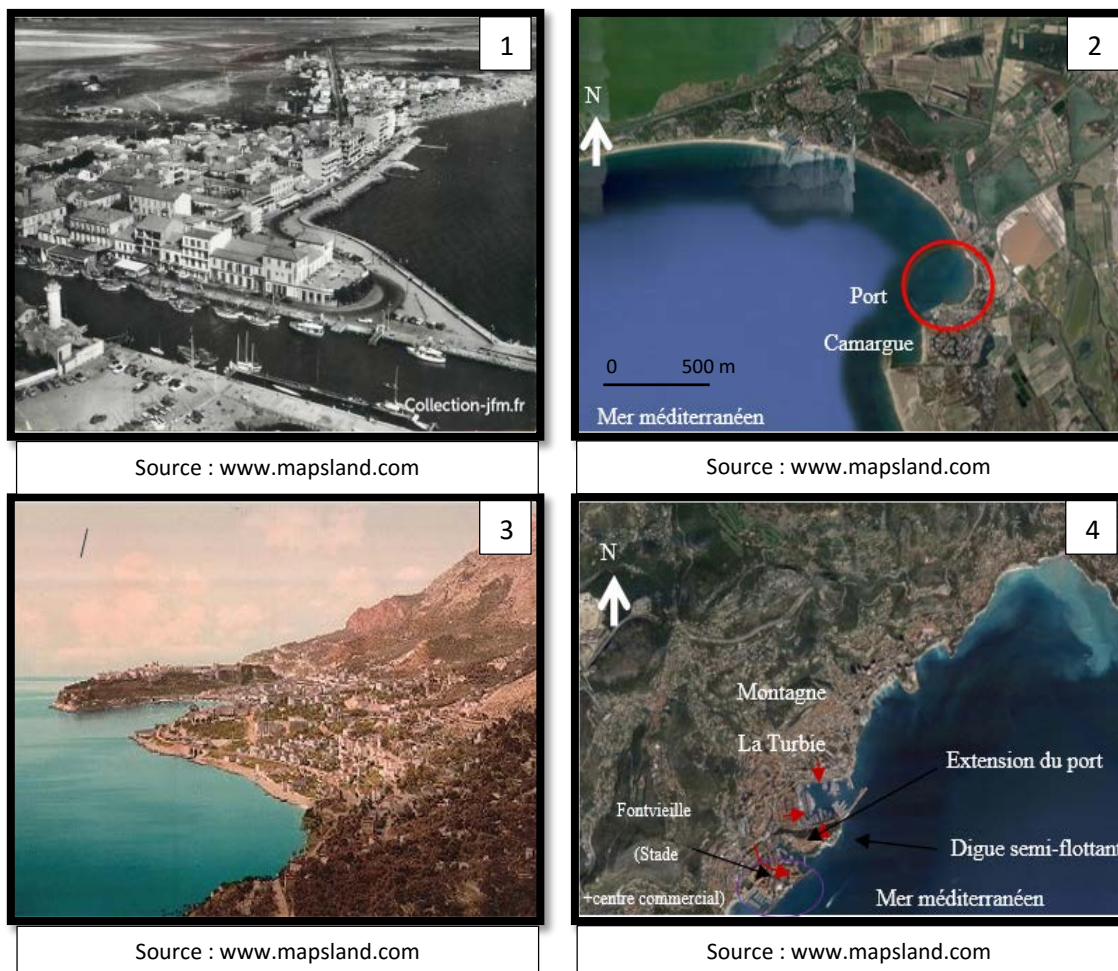 1
Collection-jfm.fr
Source : www.mapsland.com
2
N
Port
Camargue
0 500 m
Mer méditerranéen
Source : www.mapsland.com
3
Source : www.mapsland.com
4
N
Montagne
La Turbie
Extension du port
Fontvieille
(Stade
Digue semi-flottant
+centre commercial)
Mer méditerranéen
Source : www.mapsland.com